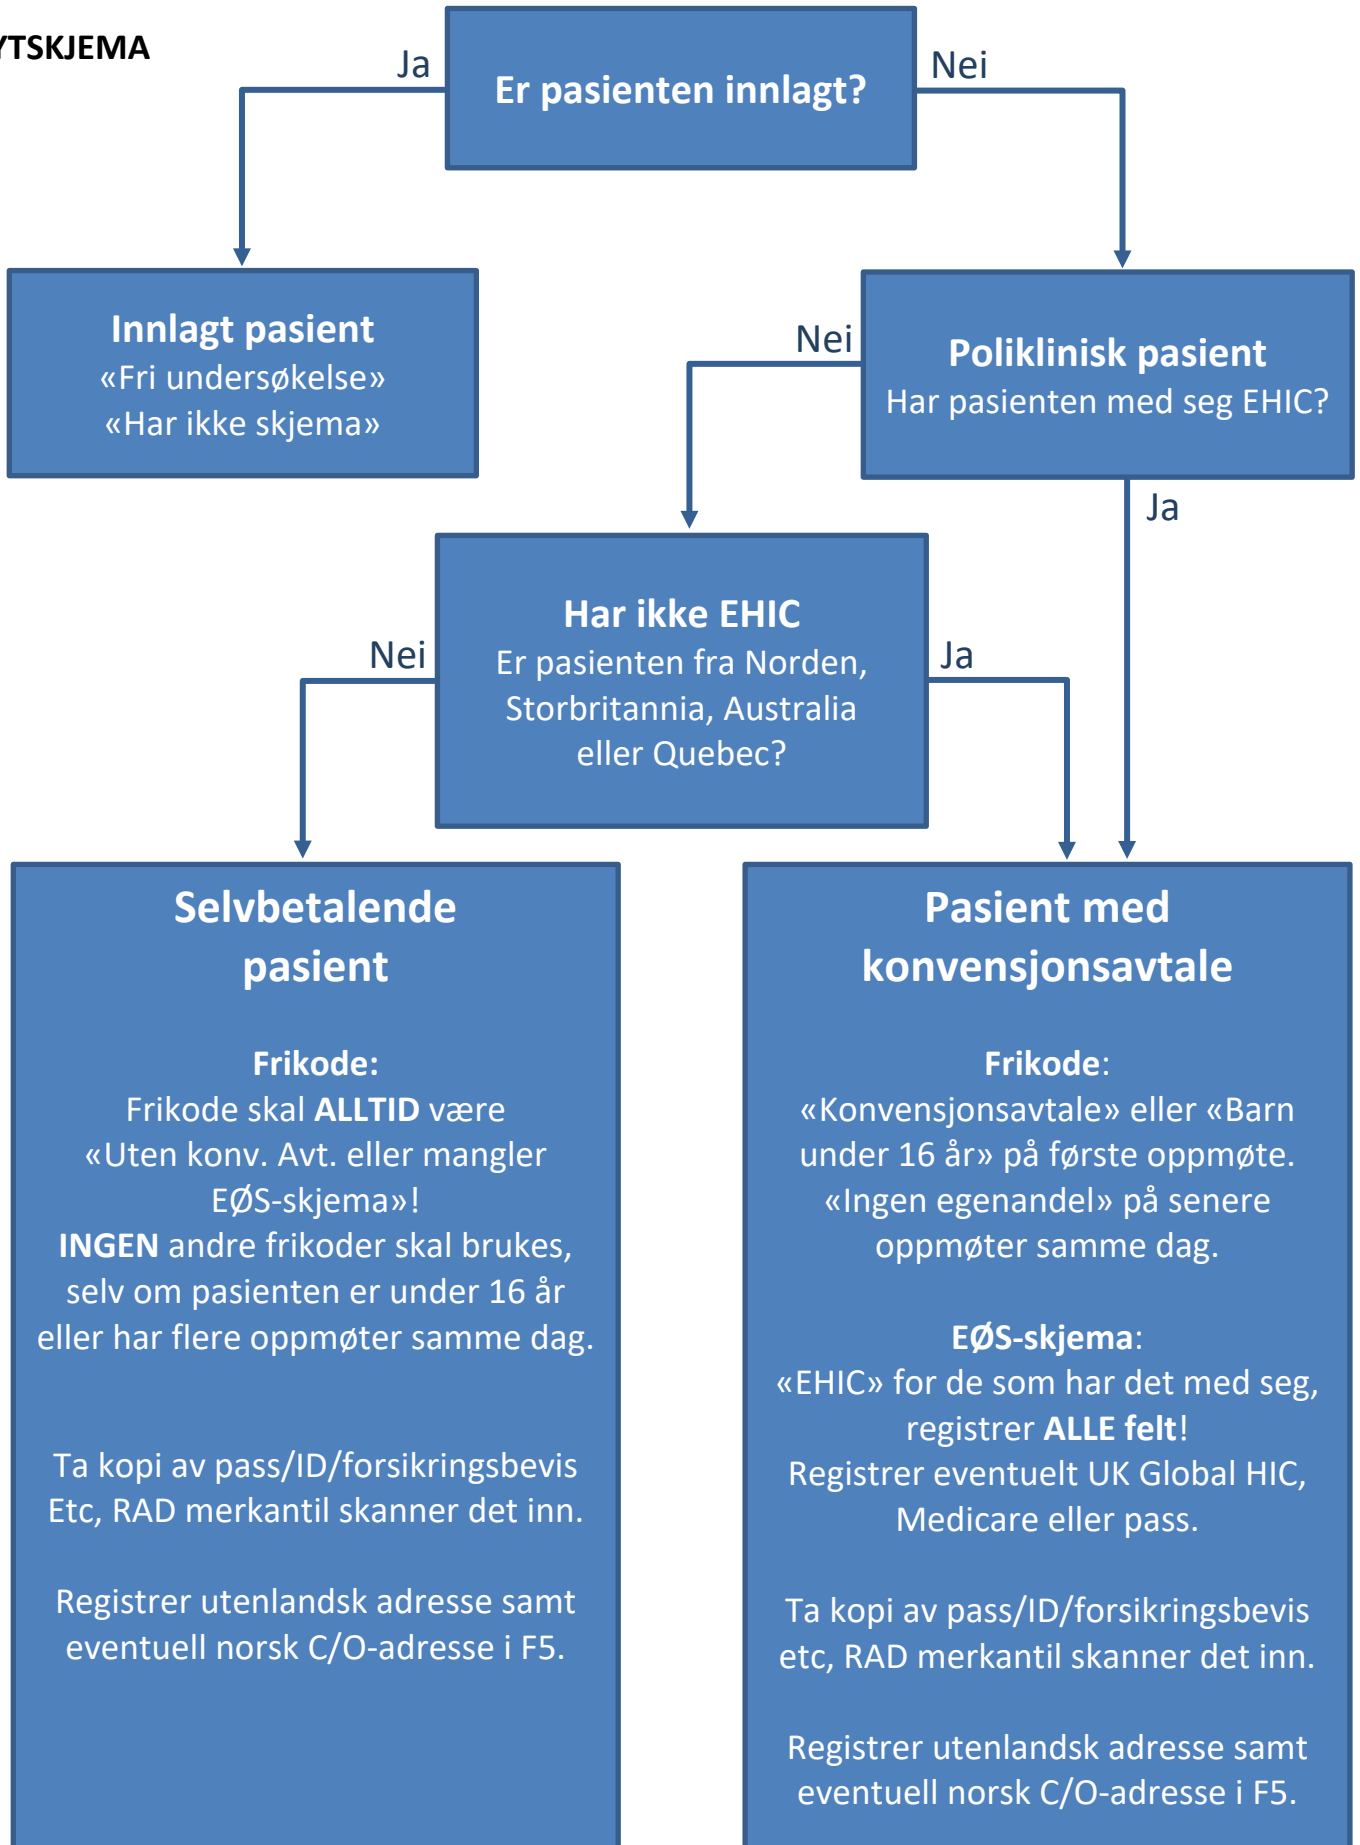 YTSKJEMA
Er pasienten innlagt?
Ja
Nei
Innlagt pasient
«Fri undersøkelse»
«Har ikke skjema»
Poliklinisk pasient
Har pasienten med seg EHIC?
Nei
Ja
Har ikke EHIC
Er pasienten fra Norden,
Storbritannia, Australia
eller Quebec?
Nei
Ja
Selvbetalende
pasient
Frikode:
Frikode skal ALLTID være
«Uten konv. Avt. eller mangler
EØS-skjema»!
INGEN andre frikoder skal brukes,
selv om pasienten er under 16 år
eller har flere oppmøter samme dag.
Ta kopi av pass/ID/forsikringsbevis
Etc, RAD merkantil skanner det inn.
Registrer utenlandsk adresse samt
eventuell norsk C/O-adresse i F5.
Pasient med
konvensjonsavtale
Frikode:
«Konvensjonsavtale» eller «Barn
under 16 år» på første oppmøte.
«Ingen egenandel» på senere
oppmøter samme dag.
EØS-skjema:
«EHIC» for de som har det med seg,
registrer ALLE felt!
Registrer eventuelt UK Global HIC,
Medicare eller pass.
Ta kopi av pass/ID/forsikringsbevis
etc, RAD merkantil skanner det inn.
Registrer utenlandsk adresse samt
eventuell norsk C/O-adresse i F5.